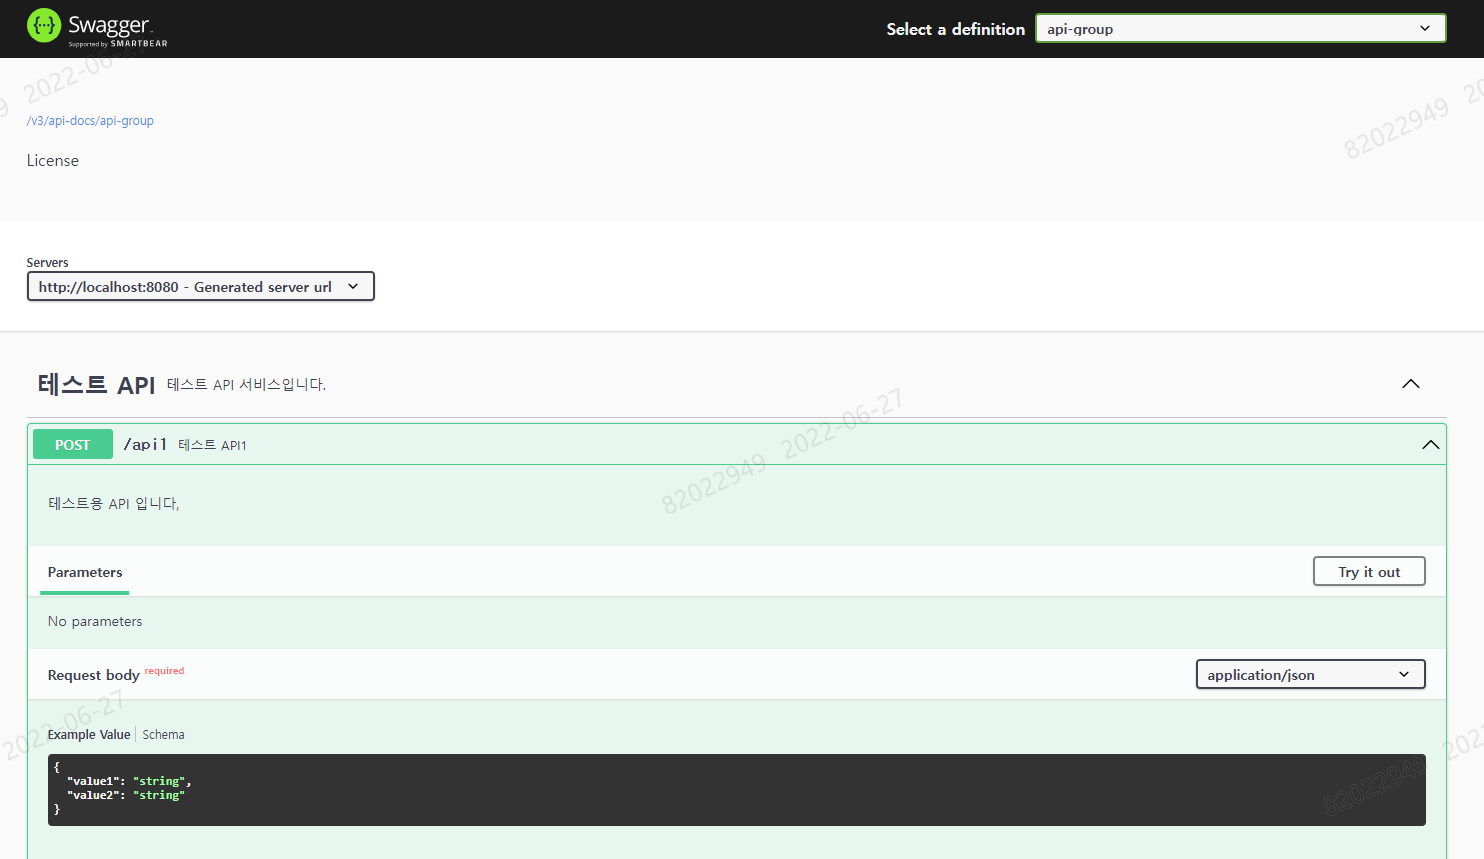 Swagger
Supported by SMARTBEAR
Select a definition
api-group
2022-06-27
82022949
/v3/api-docs/api-group
License
Servers
http://localhost:8080 - Generated server url
테스트 API 테스트 API 서비스입니다.
82022949 2022-06-27
POST /api1 테스트 API1
테스트용 API 입니다,
Parameters
Try it out
No parameters
Request body required
application/json
2022-06-27
Example Value Schema
{
"value1": "string",
"value2": "string"
}
82022949